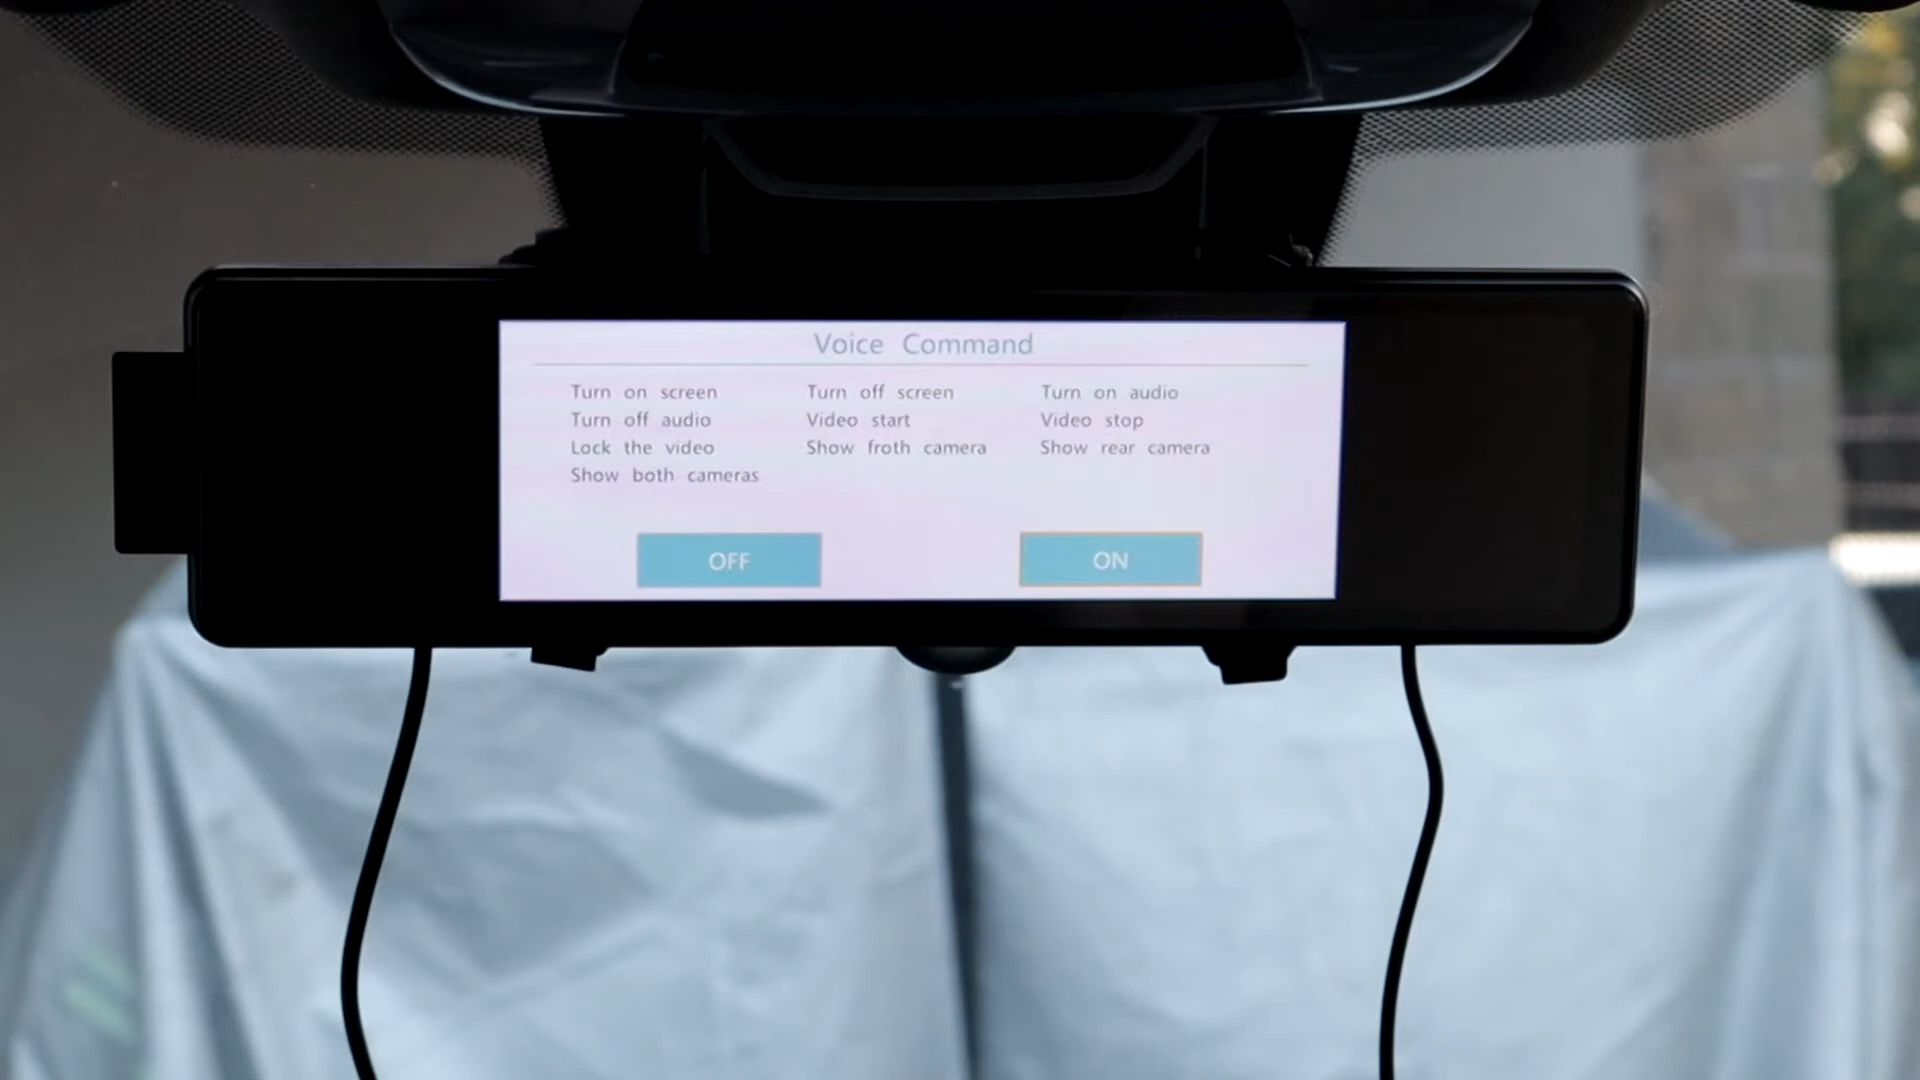 Voice Command
Turn on screen Turn off screen Turn on audio
Turn off audio Video start Video stop
Lock the video Show froth camera Show rear camera
Show both cameras
OFF ON